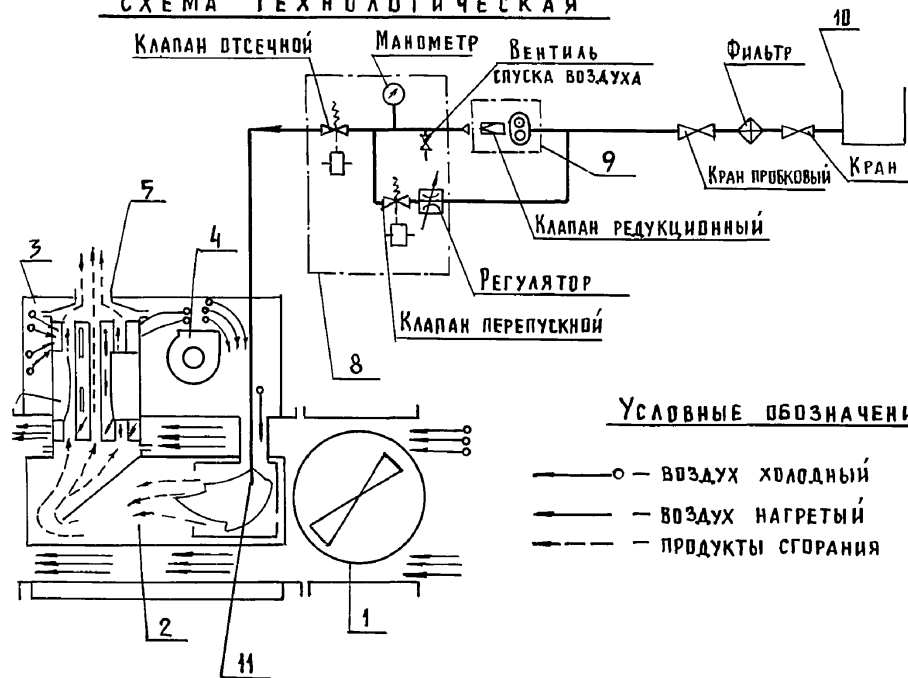 СХЕМА ТЕХНОЛОГИЧЕСКАЯ
КЛАПАН ОТСЕЧНОЙ
МАНОМЕТР
ВЕНТИЛЬ
СПУСКА ВОЗДУХА
ФИЛЬТР
10
9
КРАН ПРОБКОВЫЙ
КРАН
КЛАПАН РЕДУКЦИОННЫЙ
РЕГУЛЯТОР
КЛАПАН ПЕРЕПУСКНОЙ
8
5
3
4
УСЛОВНЫЕ ОБОЗНАЧЕНИ
– ВОЗДУХ ХОЛОДНЫЙ
– ВОЗДУХ НАГРЕТЫЙ
– ПРОДУКТЫ СГОРАНИЯ
2
11
1